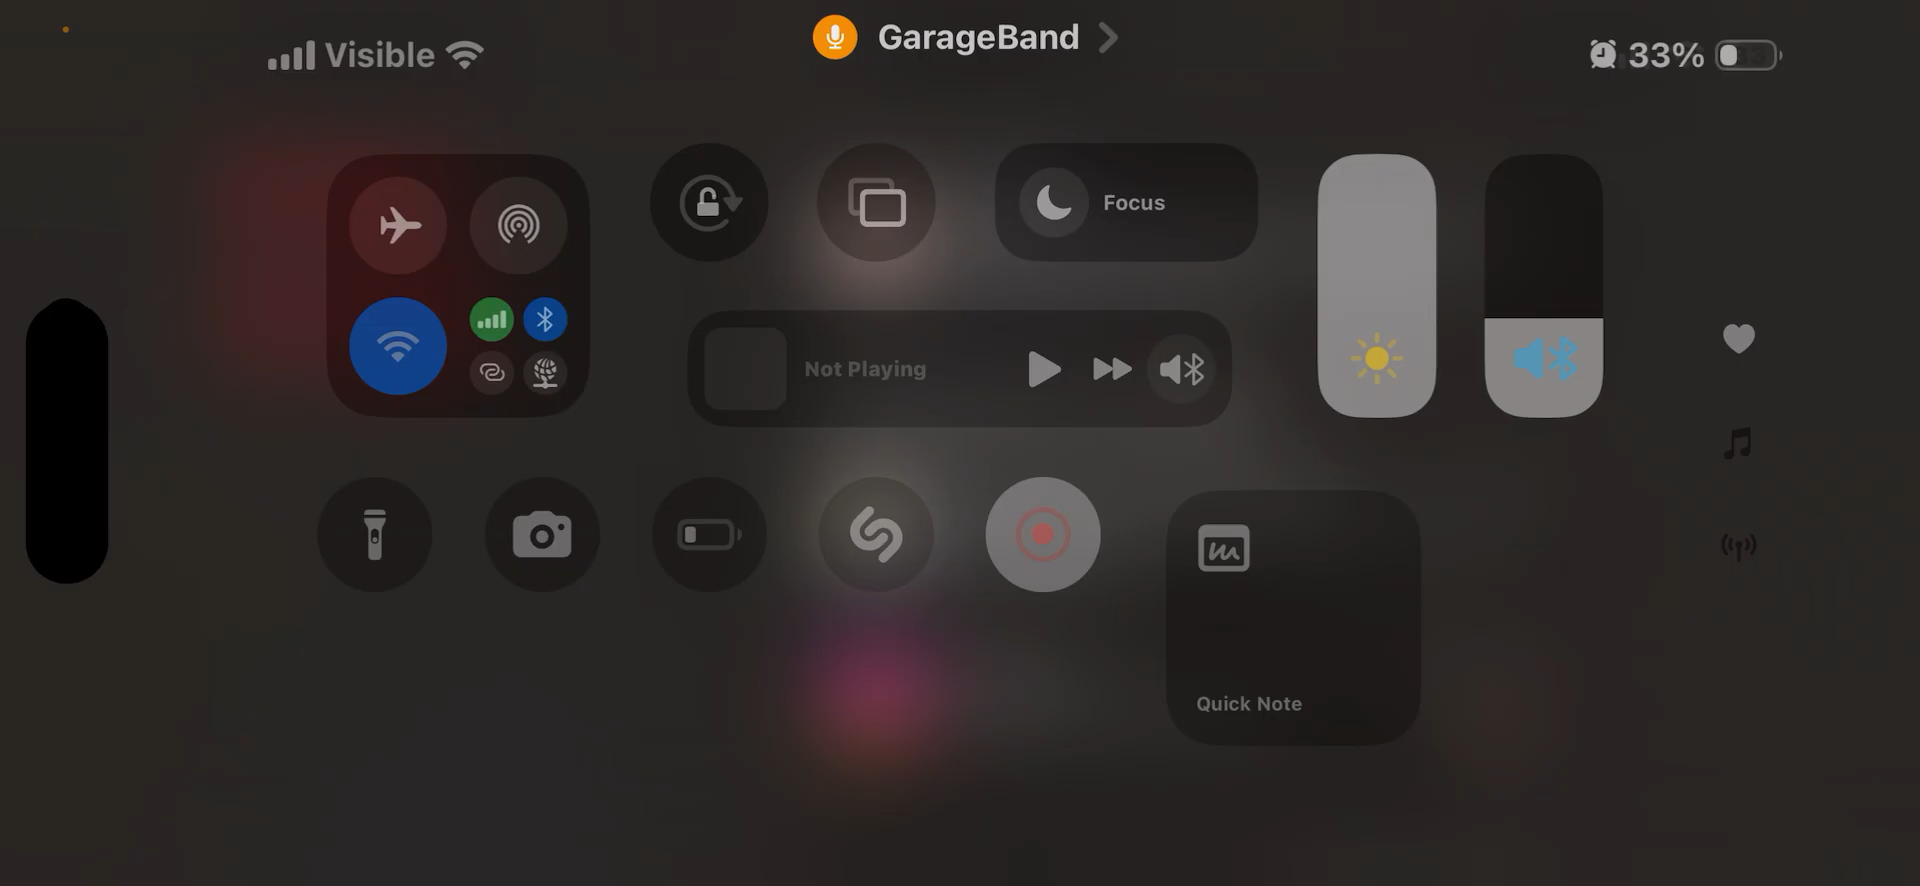 GarageBand
Visible
33%
Focus
Not Playing
Quick Note